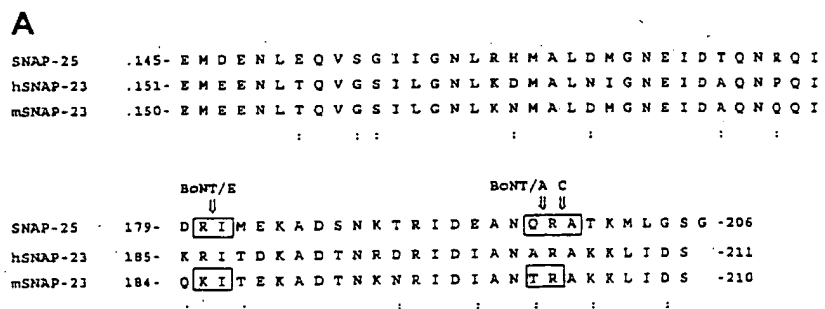 A
SNAP-25 .145- E M D E N L E Q V S G I I G N L R H M A L D M G N E I D T Q N R Q I
hSNAP-23 .151- E M E E N L T Q V G S I L G N L K D M A L N I G N E I D A Q N P Q I
mSNAP-23 .150- E M E E N L T Q V G S I L G N L K N M A L D M G N E I D A Q N Q Q I
: : : : : : :
BoNT/E BoNT/A C
⇓ ⇓ ⇓
SNAP-25 179- D R I M E K A D S N K T R I D E A N Q R A T K M L G S G -206
hSNAP-23 185- K R I T D K A D T N R D R I D I A N A R A K K L I D S -211
mSNAP-23 184- Q K I T E K A D T N K N R I D I A N T R A K K L I D S -210
. . : : : : :